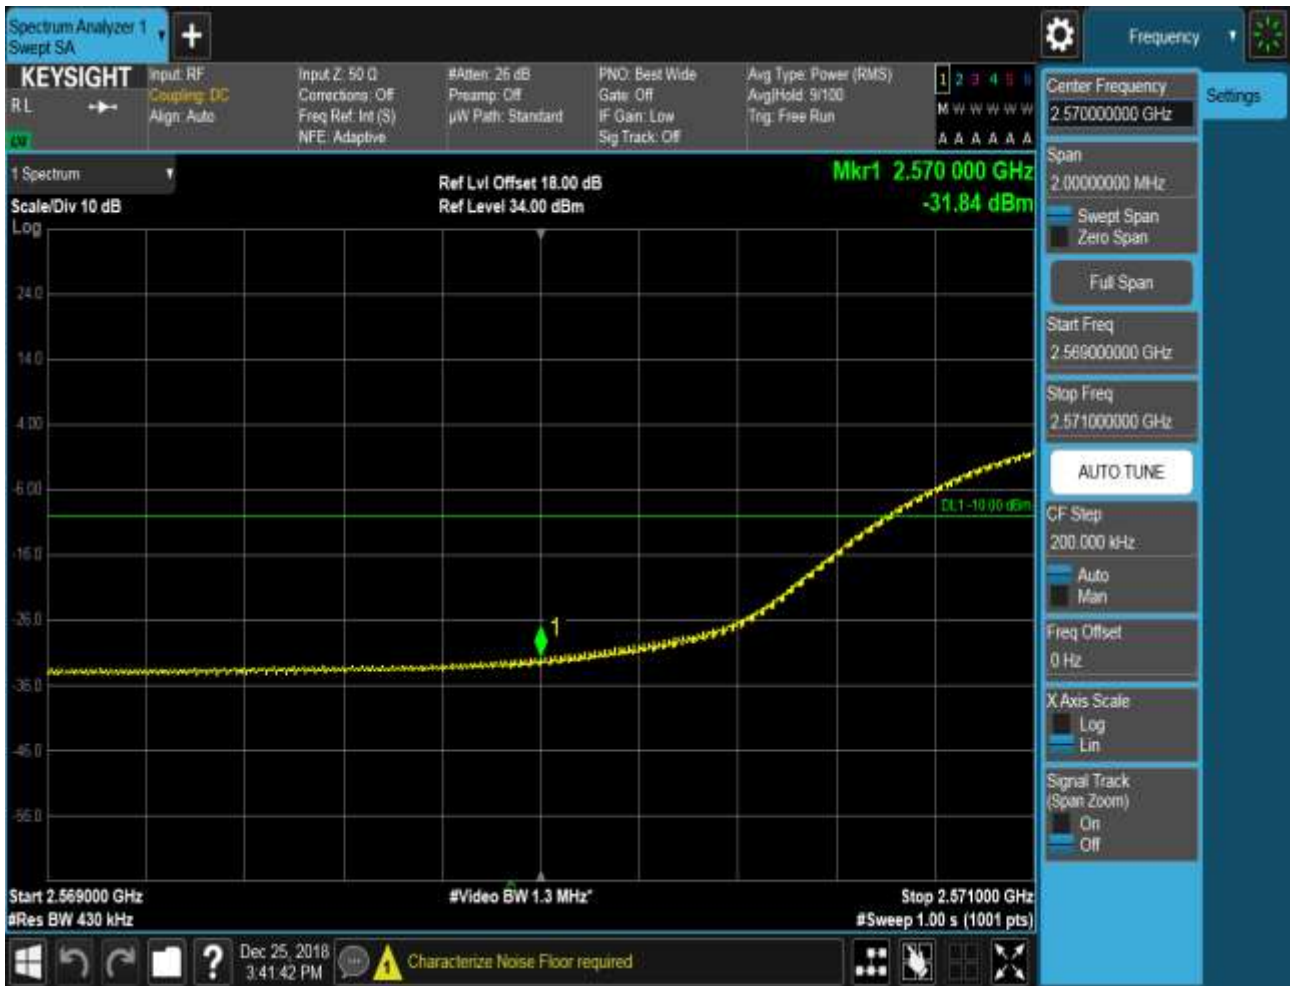 Spectrum Analyzer 1
Swept SA
+
Frequency
KEYSIGHT
R L
Input: RF
Coupling: DC
Align: Auto
Input Z: 50 Ω
Corrections: Off
Freq Ref: Int (S)
NFE: Adaptive
#Atten: 26 dB
Preamp: Off
µW Path: Standard
PNO: Best Wide
Gate: Off
IF Gain: Low
Sig Track: Off
Avg Type: Power (RMS)
Avg|Hold: 9/100
Trig: Free Run
1 2 3 4 5 6
M W W W W W
A A A A A A
1 Spectrum
Scale/Div 10 dB
Log
Ref Lvl Offset 18.00 dB
Ref Level 34.00 dBm
Mkr1 2.570 000 GHz
-31.84 dBm
24.0
14.0
4.00
-6.00
-16.0
-26.0
-36.0
-46.0
-56.0
DL1 -10.00 dBm
1
Start 2.569000 GHz
#Res BW 430 kHz
#Video BW 1.3 MHz*
Stop 2.571000 GHz
#Sweep 1.00 s (1001 pts)
Center Frequency
2.570000000 GHz
Settings
Span
2.00000000 MHz
Swept Span
Zero Span
Full Span
Start Freq
2.569000000 GHz
Stop Freq
2.571000000 GHz
AUTO TUNE
CF Step
200.000 kHz
Auto
Man
Freq Offset
0 Hz
X Axis Scale
Log
Lin
Signal Track
(Span Zoom)
On
Off
?
Dec 25, 2018
3:41:42 PM
1
Characterize Noise Floor required